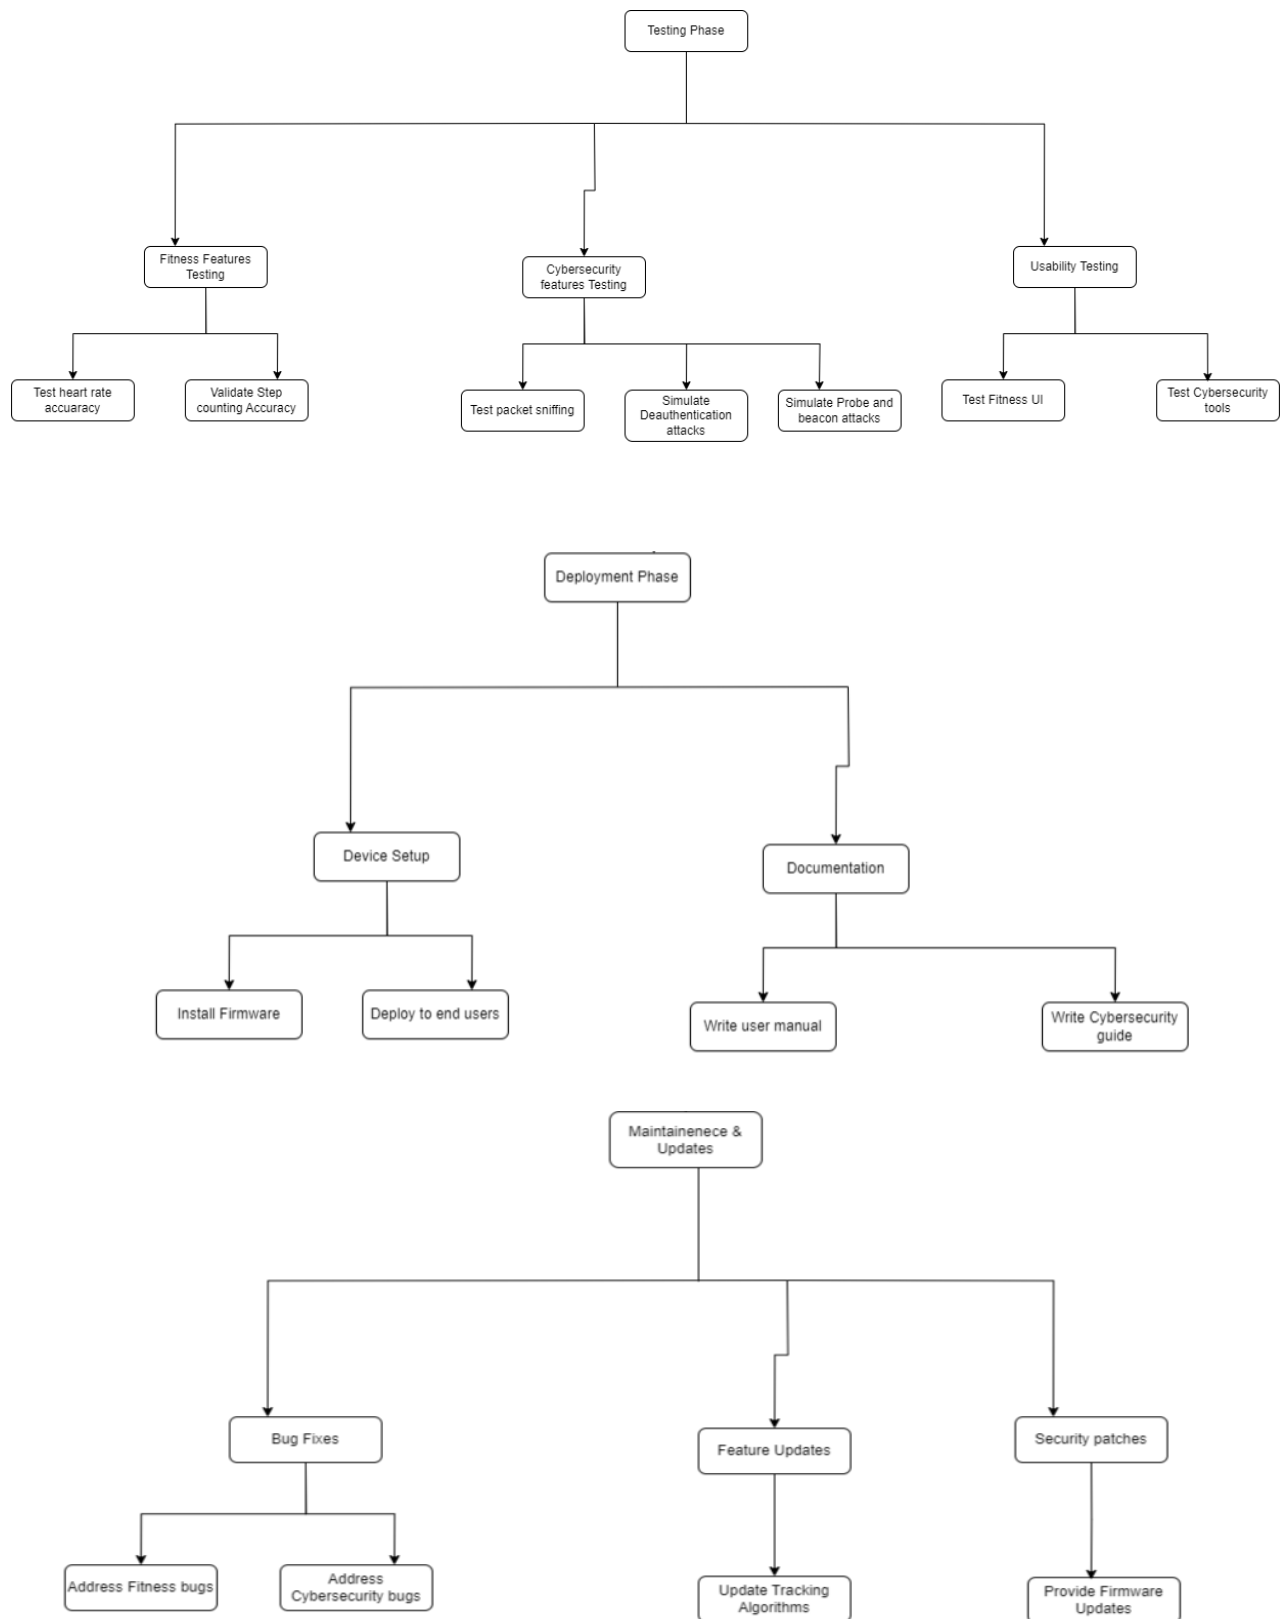 Testing Phase
Fitness Features
Testing
Cybersecurity
features Testing
Usability Testing
Test heart rate
accuaracy
Validate Step
counting Accuracy
Test packet sniffing
Simulate
Deauthentication
attacks
Simulate Probe and
beacon attacks
Test Fitness UI
Test Cybersecurity
tools
Deployment Phase
Device Setup
Documentation
Install Firmware
Deploy to end users
Write user manual
Write Cybersecurity
guide
Maintainenece &
Updates
Bug Fixes
Feature Updates
Security patches
Address Fitness bugs
Address
Cybersecurity bugs
Update Tracking
Algorithms
Provide Firmware
Updates